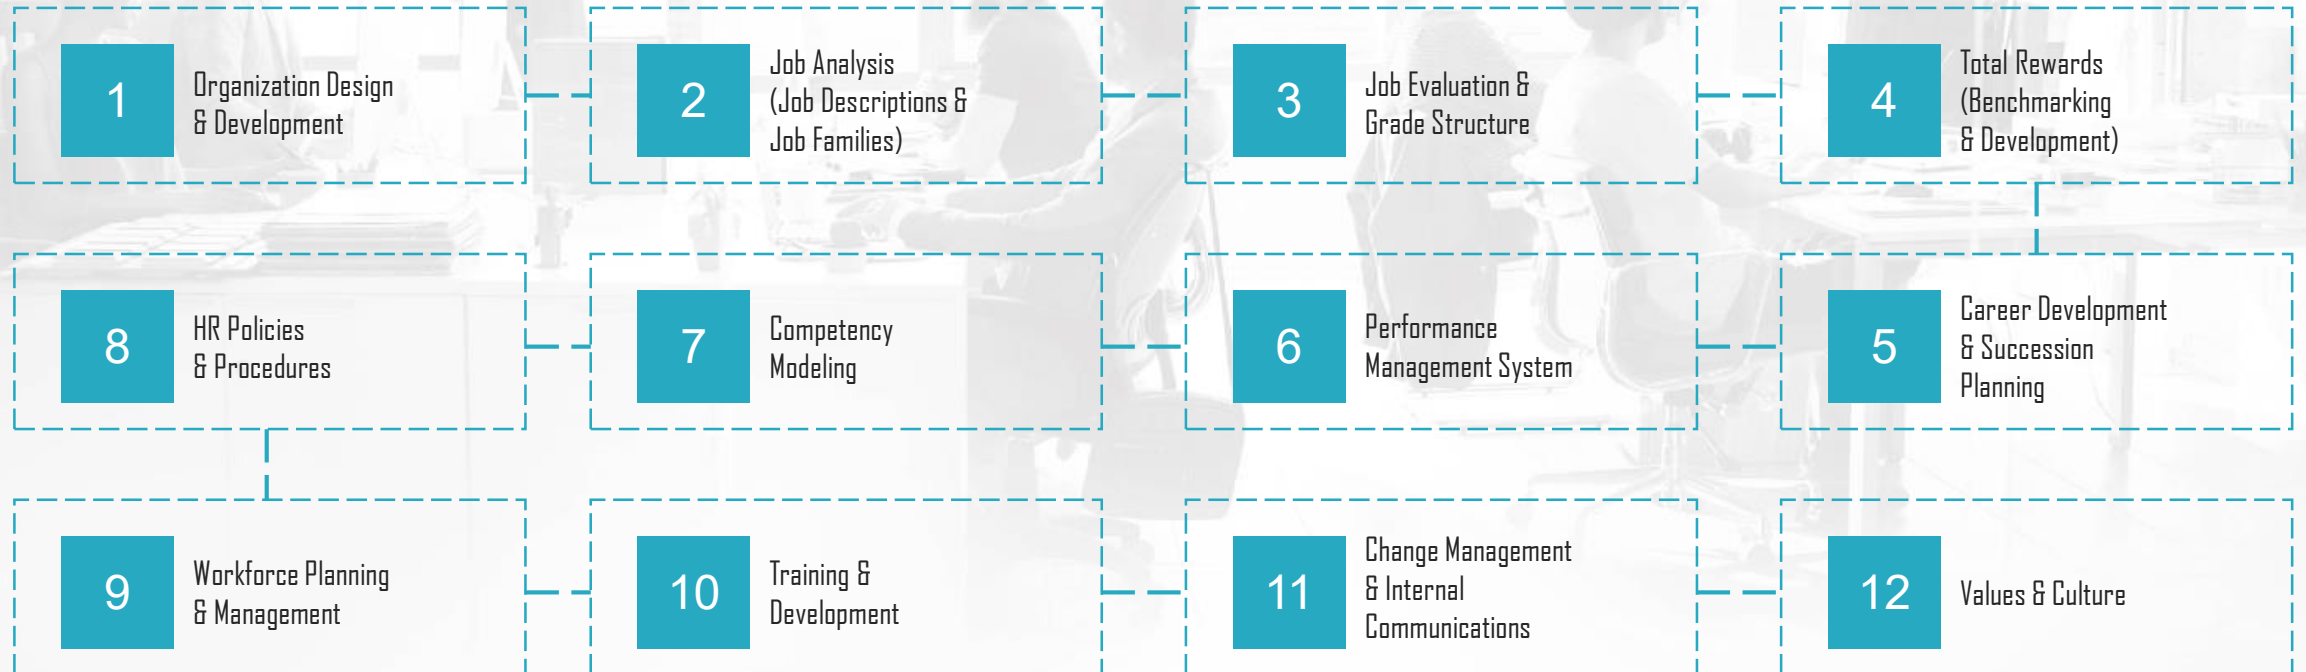 1
Organization Design
& Development
2
Job Analysis
(Job Descriptions &
Job Families)
3
Job Evaluation &
Grade Structure
4
Total Rewards
(Benchmarking
& Development)
5
Career Development
& Succession
Planning
6
Performance
Management System
7
Competency
Modeling
8
HR Policies
& Procedures
9
Workforce Planning
& Management
10
Training &
Development
11
Change Management
& Internal
Communications
12
Values & Culture